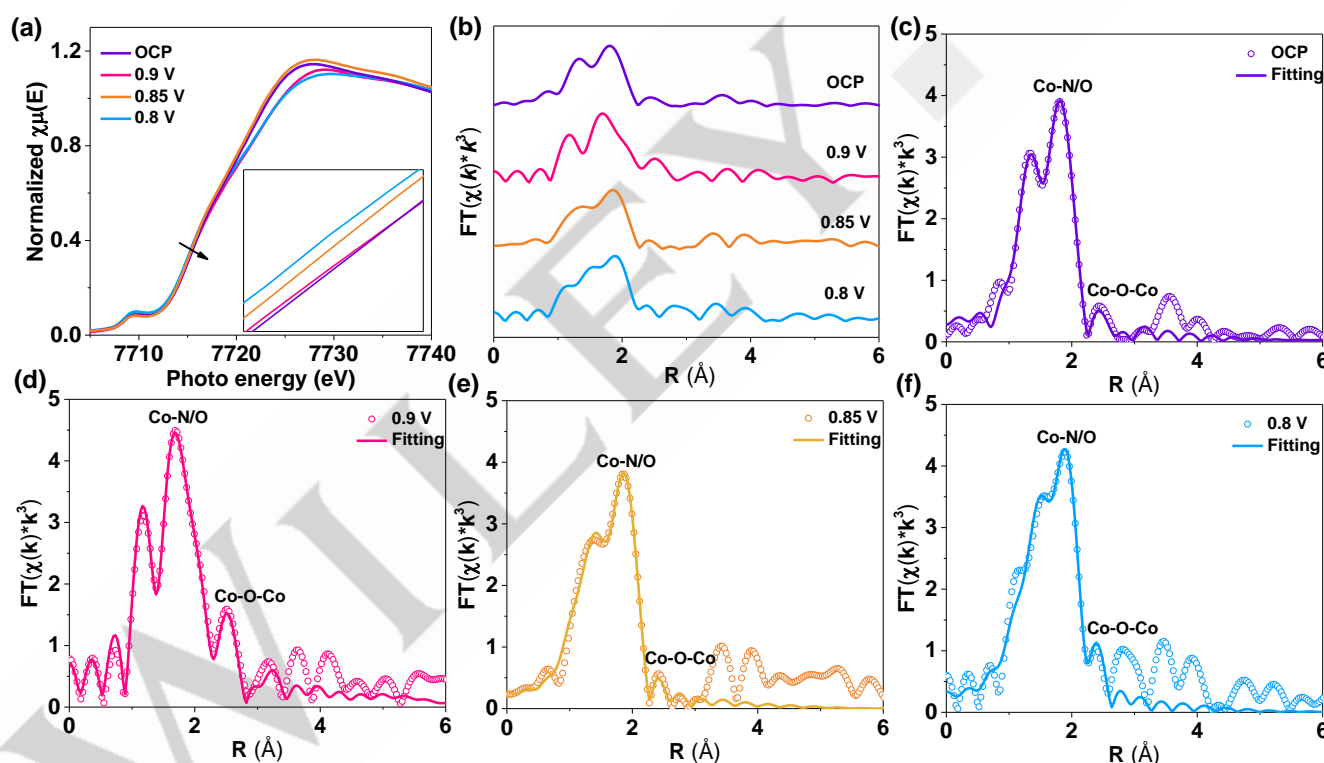 (a)
OCP
0.9 V
0.85 V
0.8 V
Normalized χμ(E)
1.2
0.8
0.4
0.0
7710
7720
7730
7740
Photo energy (eV)
(b)
OCP
0.9 V
0.85 V
0.8 V
FT(χ(k)*k³)
0
2
4
6
R (Å)
(c)
OCP
Fitting
Co-N/O
Co-O-Co
FT(χ(k)*k³)
5
4
3
2
1
0
0
2
4
6
R (Å)
(d)
0.9 V
Fitting
Co-N/O
Co-O-Co
FT(χ(k)*k³)
5
4
3
2
1
0
0
2
4
6
R (Å)
(e)
0.85 V
Fitting
Co-N/O
Co-O-Co
FT(χ(k)*k³)
5
4
3
2
1
0
0
2
4
6
R (Å)
(f)
0.8 V
Fitting
Co-N/O
Co-O-Co
FT(χ(k)*k³)
5
4
3
2
1
0
0
2
4
6
R (Å)
WILEY